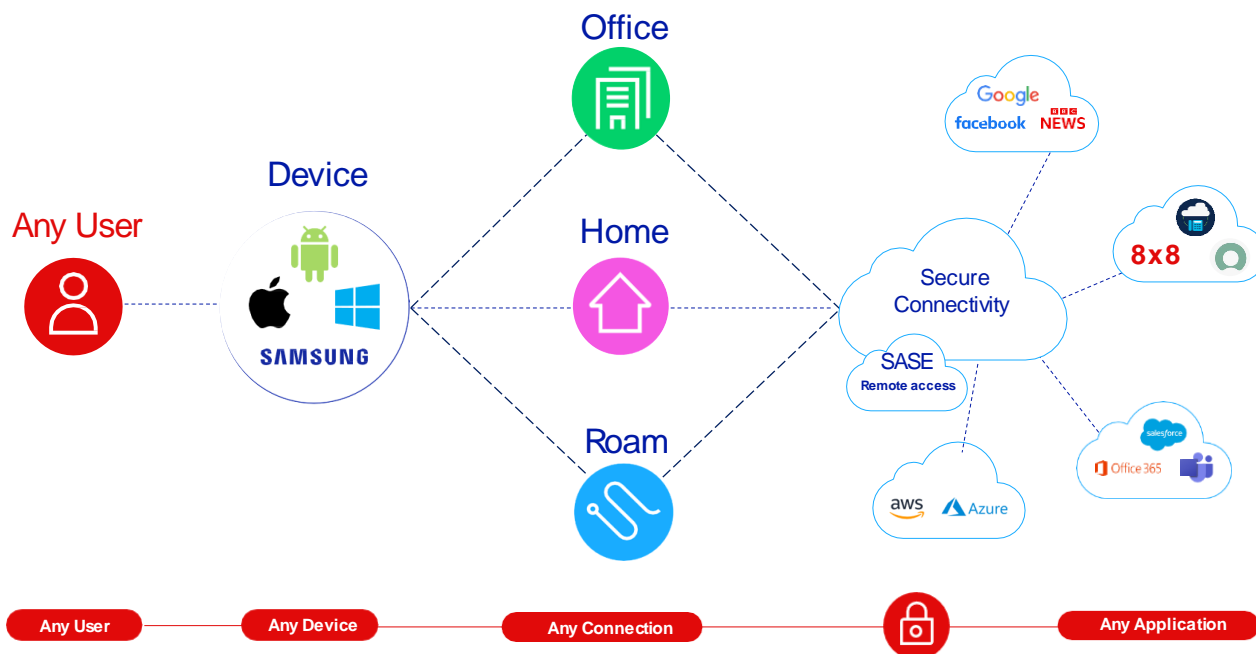 Office
Google
facebook
BBC
NEWS
Device
Any User
Home
8x8
Secure
Connectivity
SAMSUNG
SASE
Remote access
Roam
salesforce
Office 365
aws
Azure
Any User
Any Device
Any Connection
Any Application